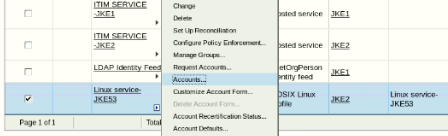 ITIM SERVICE
-JKE1
Change
Delete
Set Up Reconciliation
Configure Policy Enforcement...
Manage Groups...
Request Accounts...
Accounts...
Customize Account Form...
Delete Account Form...
Account Recertification Status...
Account Defaults...
osted service
JKE1
ITIM SERVICE
-JKE2
osted service
JKE2
LDAP Identity Feed
etOrgPerson
entity feed
JKE1
Linux service-
JKE53
OSIX Linux
ofile
JKE2
Linux service-
JKE53
Page 1 of 1
Total